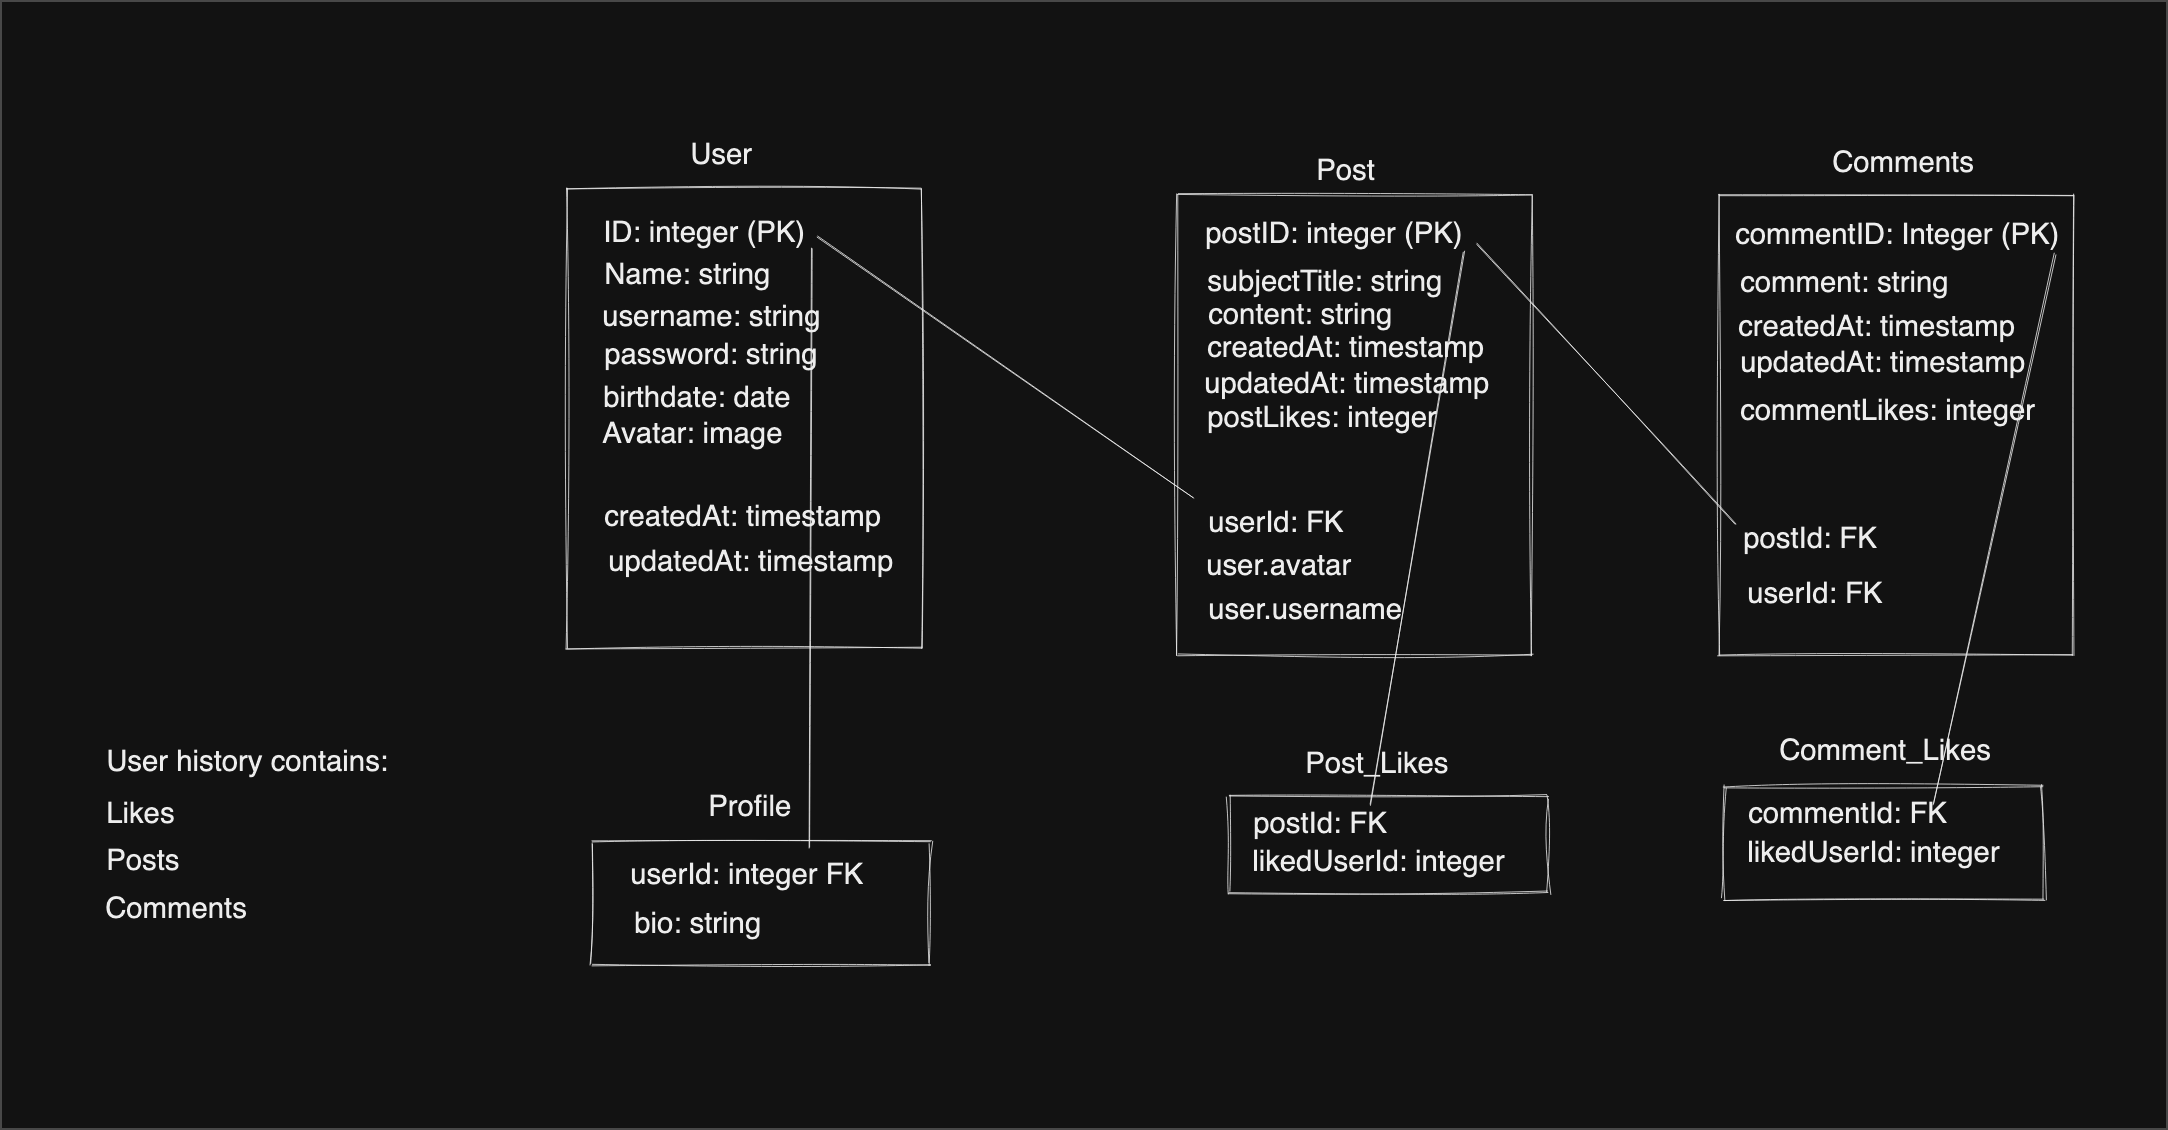 User
ID: integer (PK)
Name: string
username: string
password: string
birthdate: date
Avatar: image
createdAt: timestamp
updatedAt: timestamp
Post
postID: integer (PK)
subjectTitle: string
content: string
createdAt: timestamp
updatedAt: timestamp
postLikes: integer
userId: FK
user.avatar
user.username
Comments
commentID: Integer (PK)
comment: string
createdAt: timestamp
updatedAt: timestamp
commentLikes: integer
postId: FK
userId: FK
User history contains:
Likes
Posts
Comments
Profile
userId: integer FK
bio: string
Post_Likes
postId: FK
likedUserId: integer
Comment_Likes
commentId: FK
likedUserId: integer